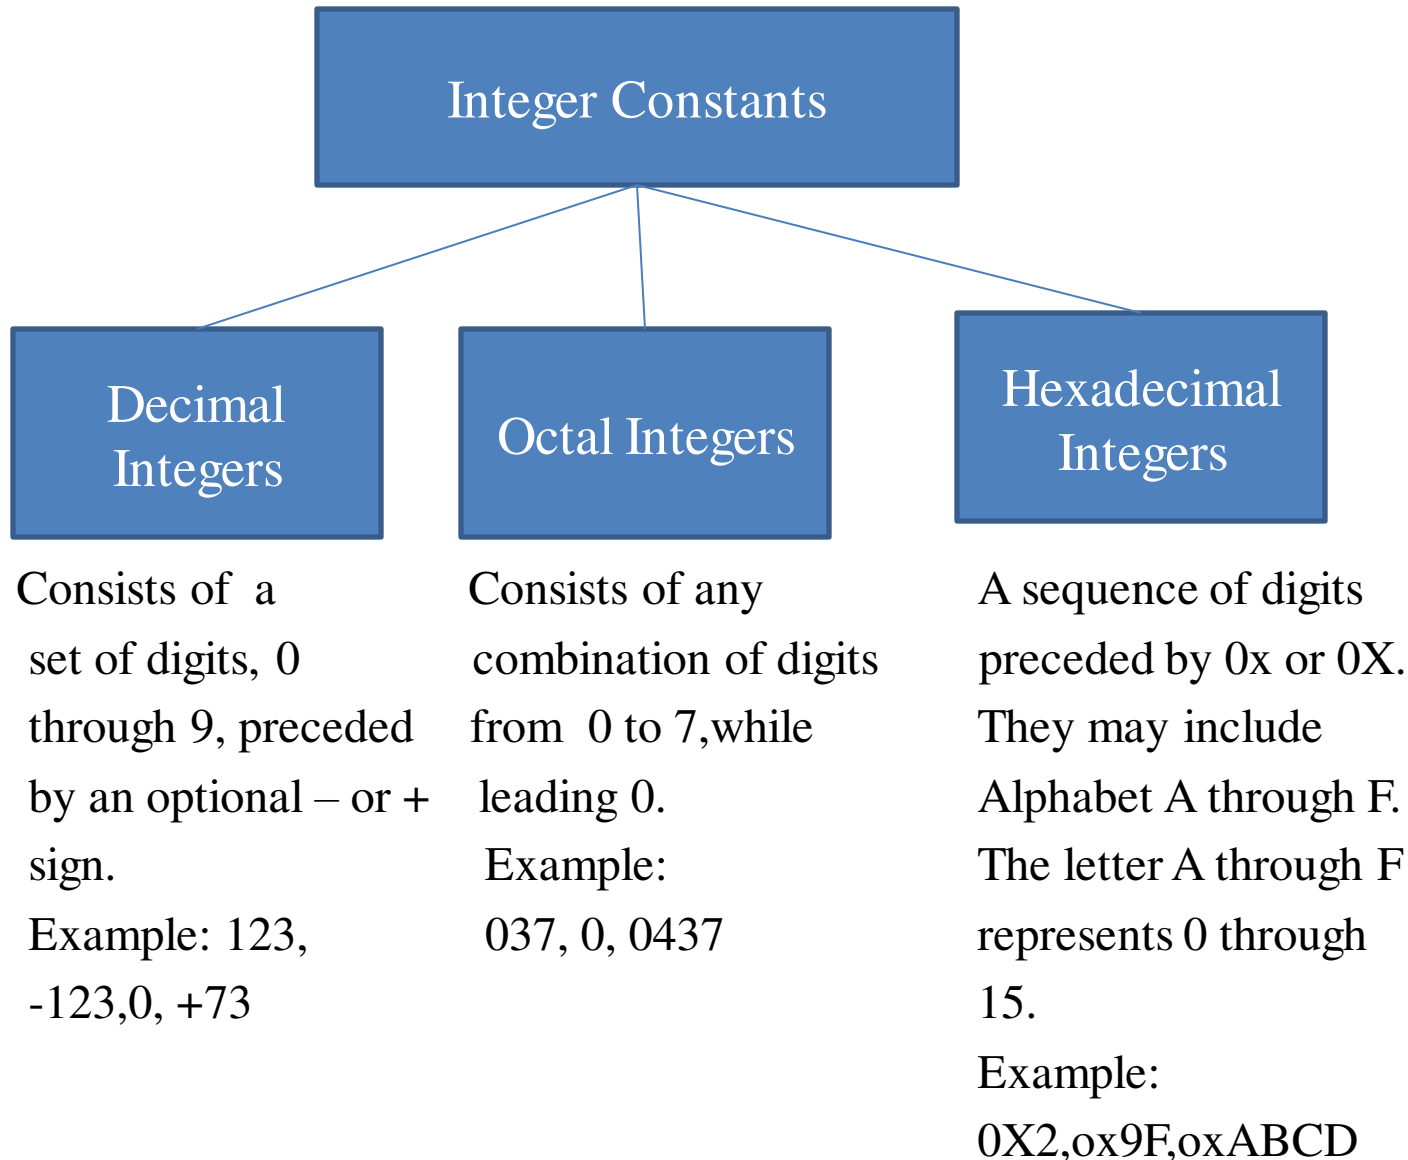 Integer Constants
Decimal
Integers
Octal Integers
Hexadecimal
Integers
Consists of a
set of digits, 0
through 9, preceded
by an optional – or +
sign.
Example: 123,
-123,0, +73
Consists of any
combination of digits
from 0 to 7,while
leading 0.
Example:
037, 0, 0437
A sequence of digits
preceded by 0x or 0X.
They may include
Alphabet A through F.
The letter A through F
represents 0 through
15.
Example:
0X2,ox9F,oxABCD